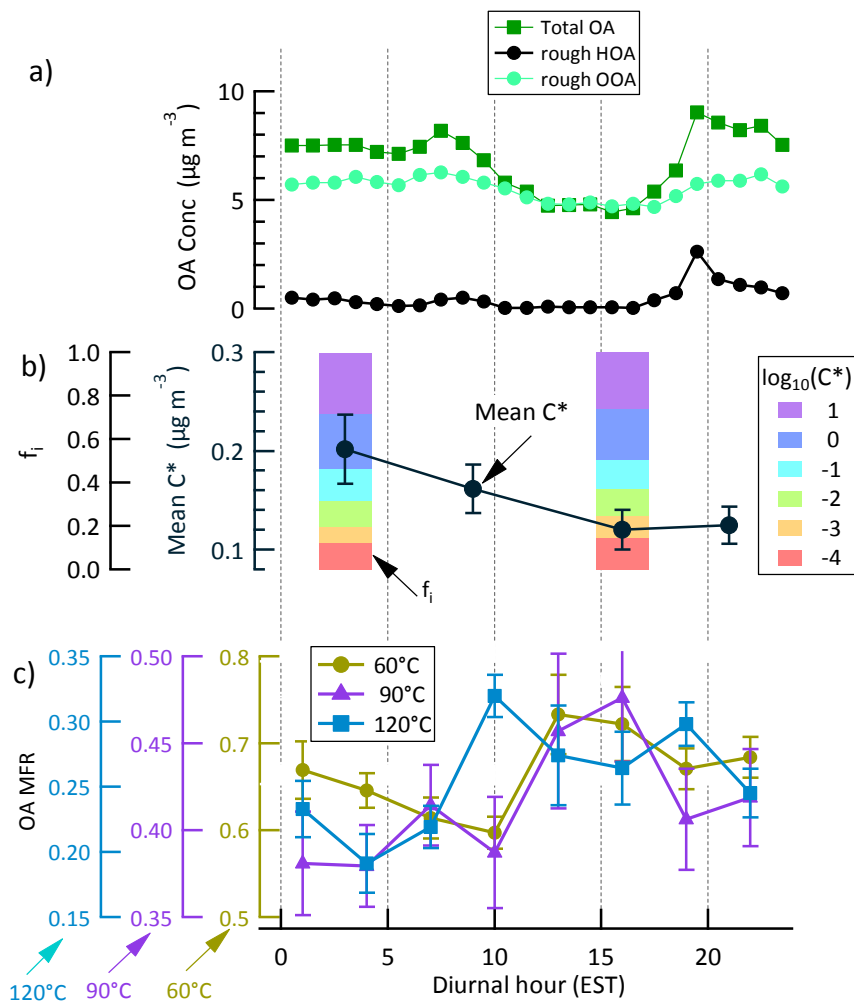 Total OA
rough HOA
rough OOA
a)
10
5
0
OA Conc (µg m⁻³)
b)
1.0
0.8
0.6
0.4
0.2
0.0
fᵢ
0.3
0.2
0.1
Mean C* (µg m⁻³)
Mean C*
fᵢ
log₁₀(C*)
1
0
-1
-2
-3
-4
c)
0.35
0.30
0.25
0.20
0.15
OA MFR
0.50
0.45
0.40
0.35
0.8
0.7
0.6
0.5
60°C
90°C
120°C
0 5 10 15 20
Diurnal hour (EST)
120°C 90°C 60°C